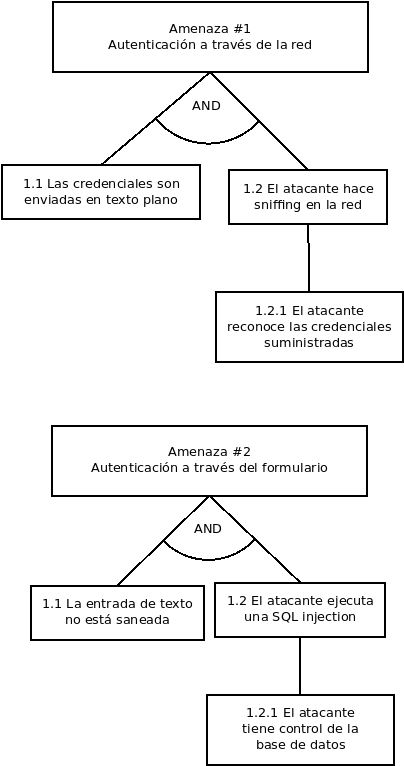 Amenaza #1
Autenticación a través de la red
AND
1.1 Las credenciales son
enviadas en texto plano
1.2 El atacante hace
sniffing en la red
1.2.1 El atacante
reconoce las credenciales
suministradas
Amenaza #2
Autenticación a través del formulario
AND
1.1 La entrada de texto
no está saneada
1.2 El atacante ejecuta
una SQL injection
1.2.1 El atacante
tiene control de la
base de datos